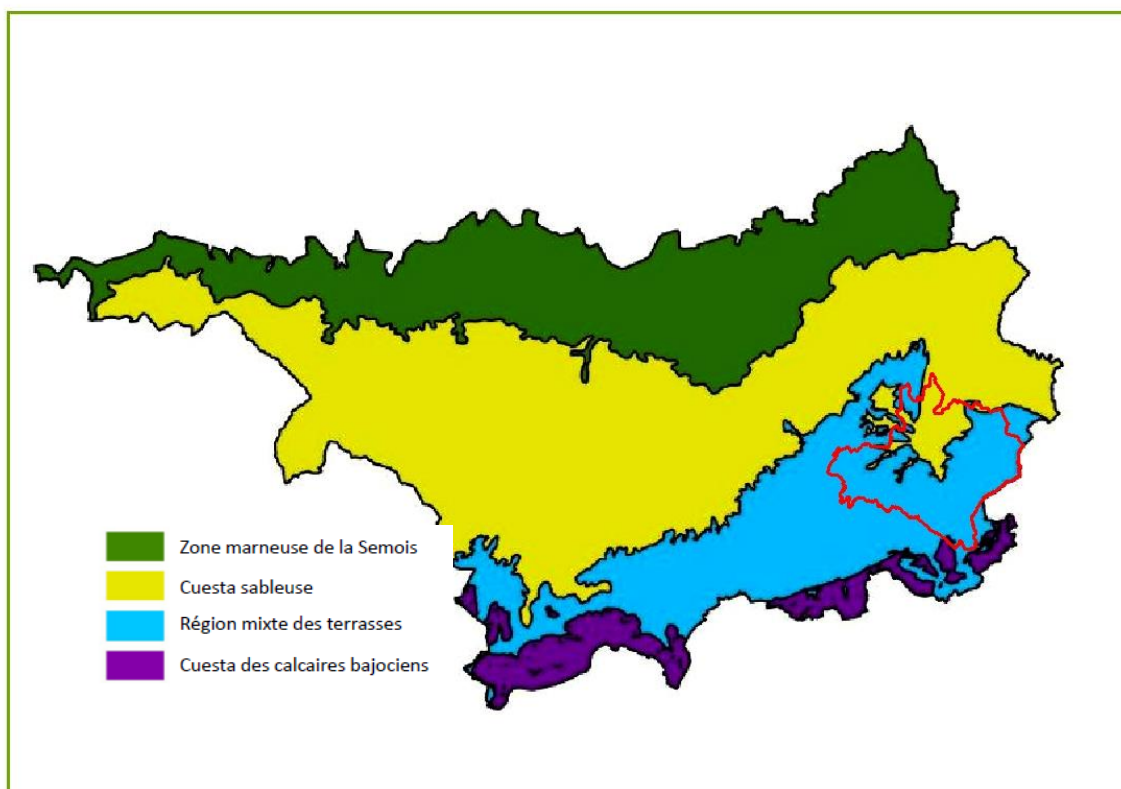 Zone marneuse de la Semois
Cuesta sableuse
Région mixte des terrasses
Cuesta des calcaires bajociens